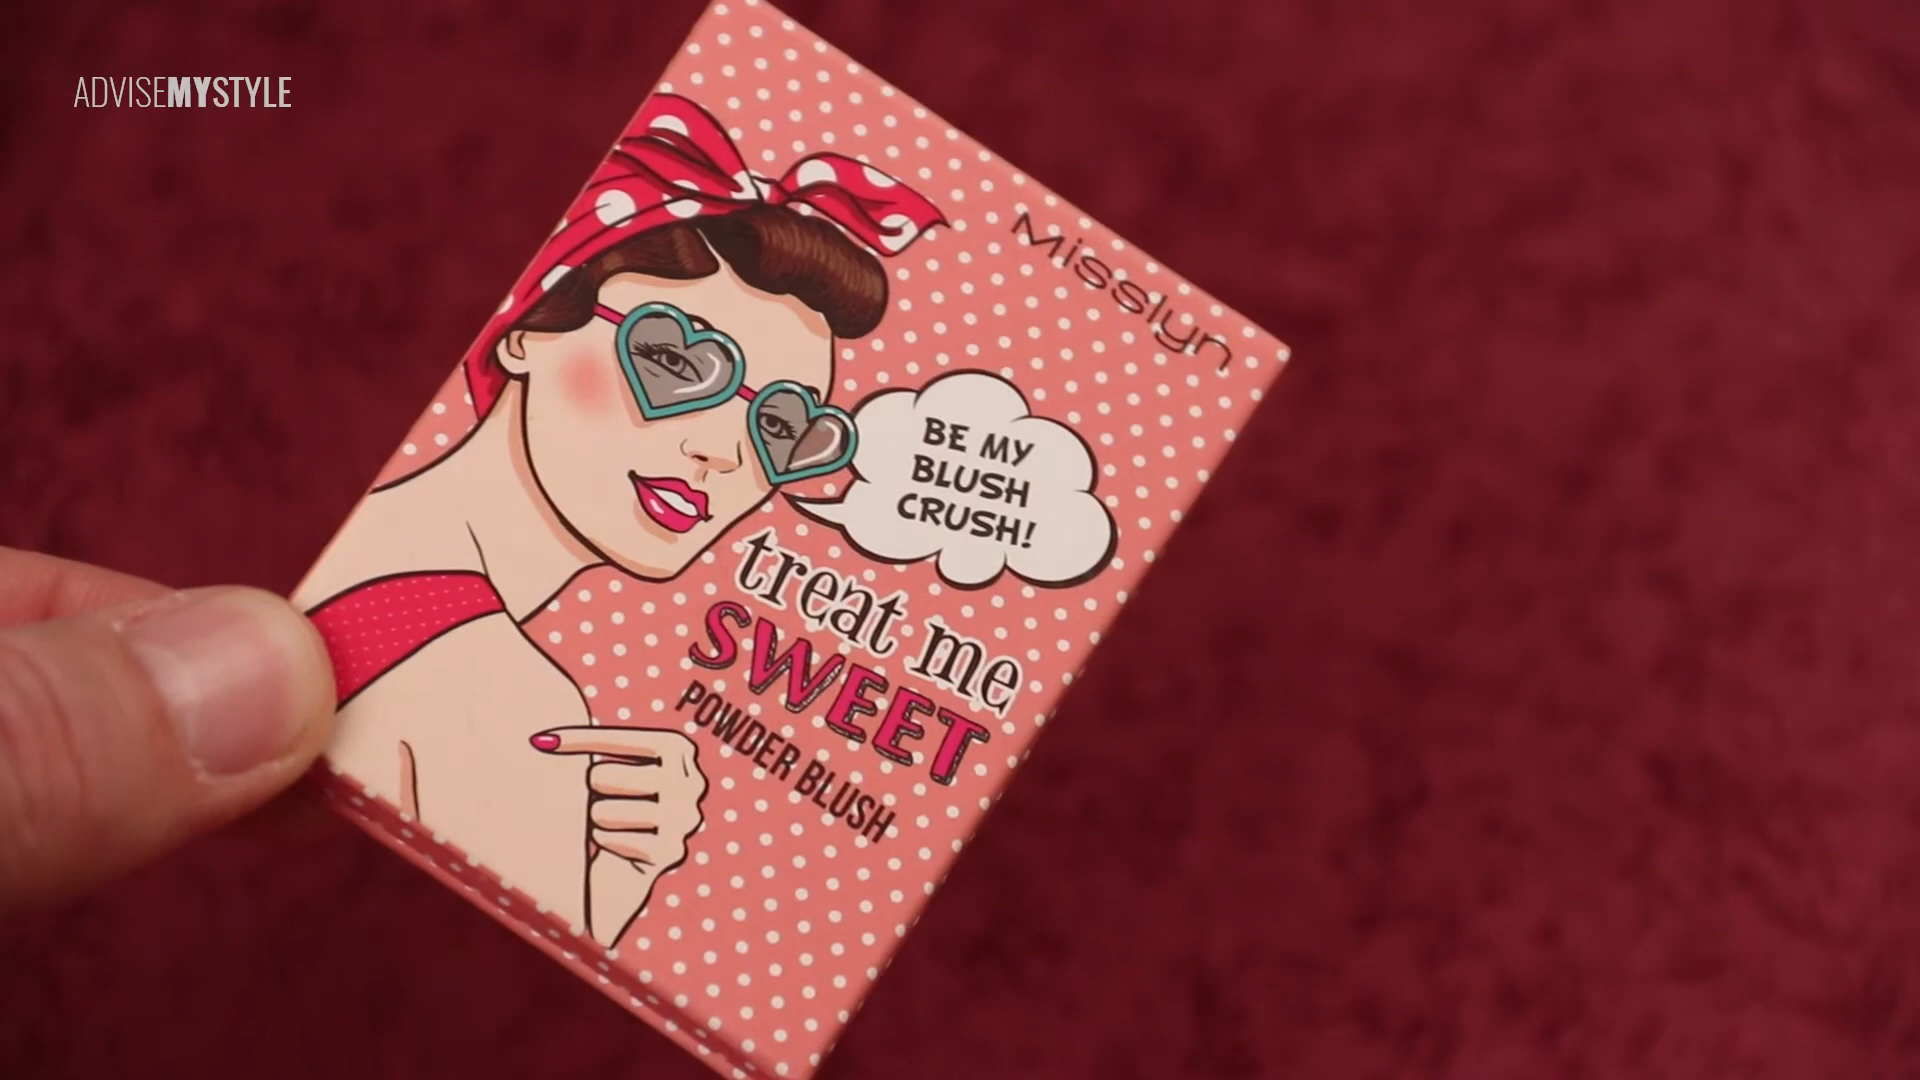 ADVISEMYSTYLE
Misslyn
BE MY
BLUSH
CRUSH!
treat me
SWEET
POWDER BLUSH